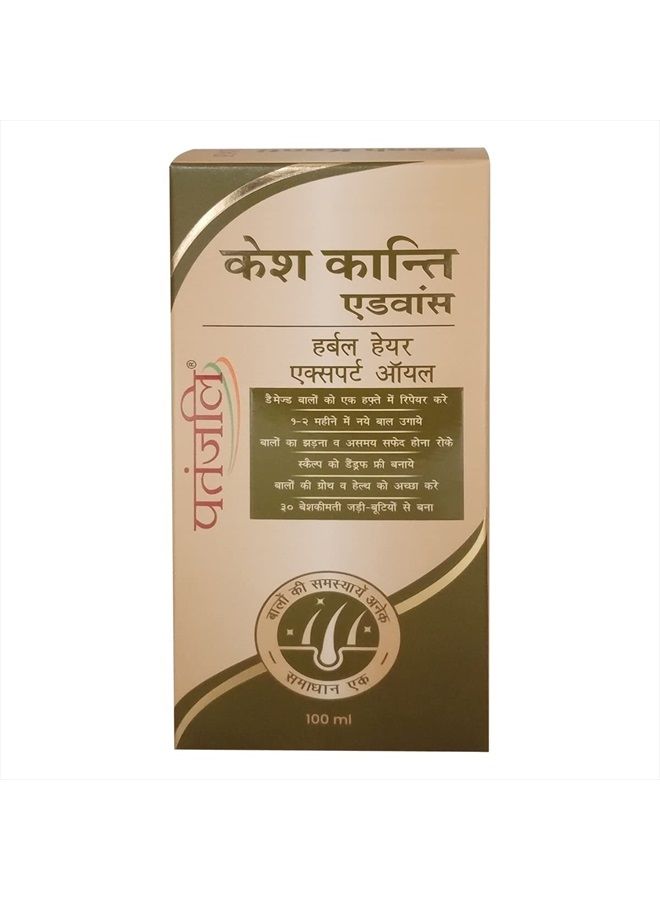 केश कान्ति
एडवांस
हर्बल हेयर
एक्सपर्ट ऑयल
डैमेज्ड बालों को एक हफ्ते में रिपेयर करे
१-२ महीने में नये बाल उगाये
बालों का झड़ना व असमय सफेद होना रोके
स्कैल्प को डैंड्रफ फ्री बनाये
बालों की ग्रोथ व हेल्थ को अच्छा करे
३० बेशकीमती जड़ी-बूटियों से बना
पतंजलि®
बालों की समस्यायें अनेक
समाधान एक
100 ml